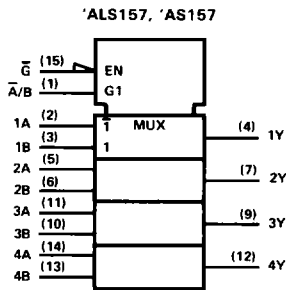 'ALS157, 'AS157
G̅ (15) EN
A̅/B (1) G1
1A (2) 1̅ MUX (4) 1Y
1B (3) 1
2A (5) (7) 2Y
2B (6)
3A (11) (9) 3Y
3B (10)
4A (14) (12) 4Y
4B (13)